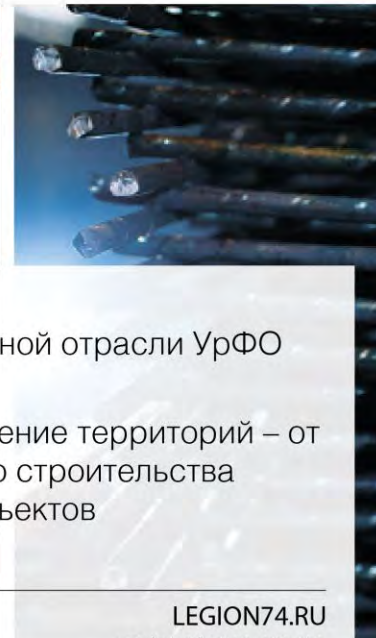 ной отрасли УрФО
ение территорий – от
о строительства
ъектов
LEGION74.RU